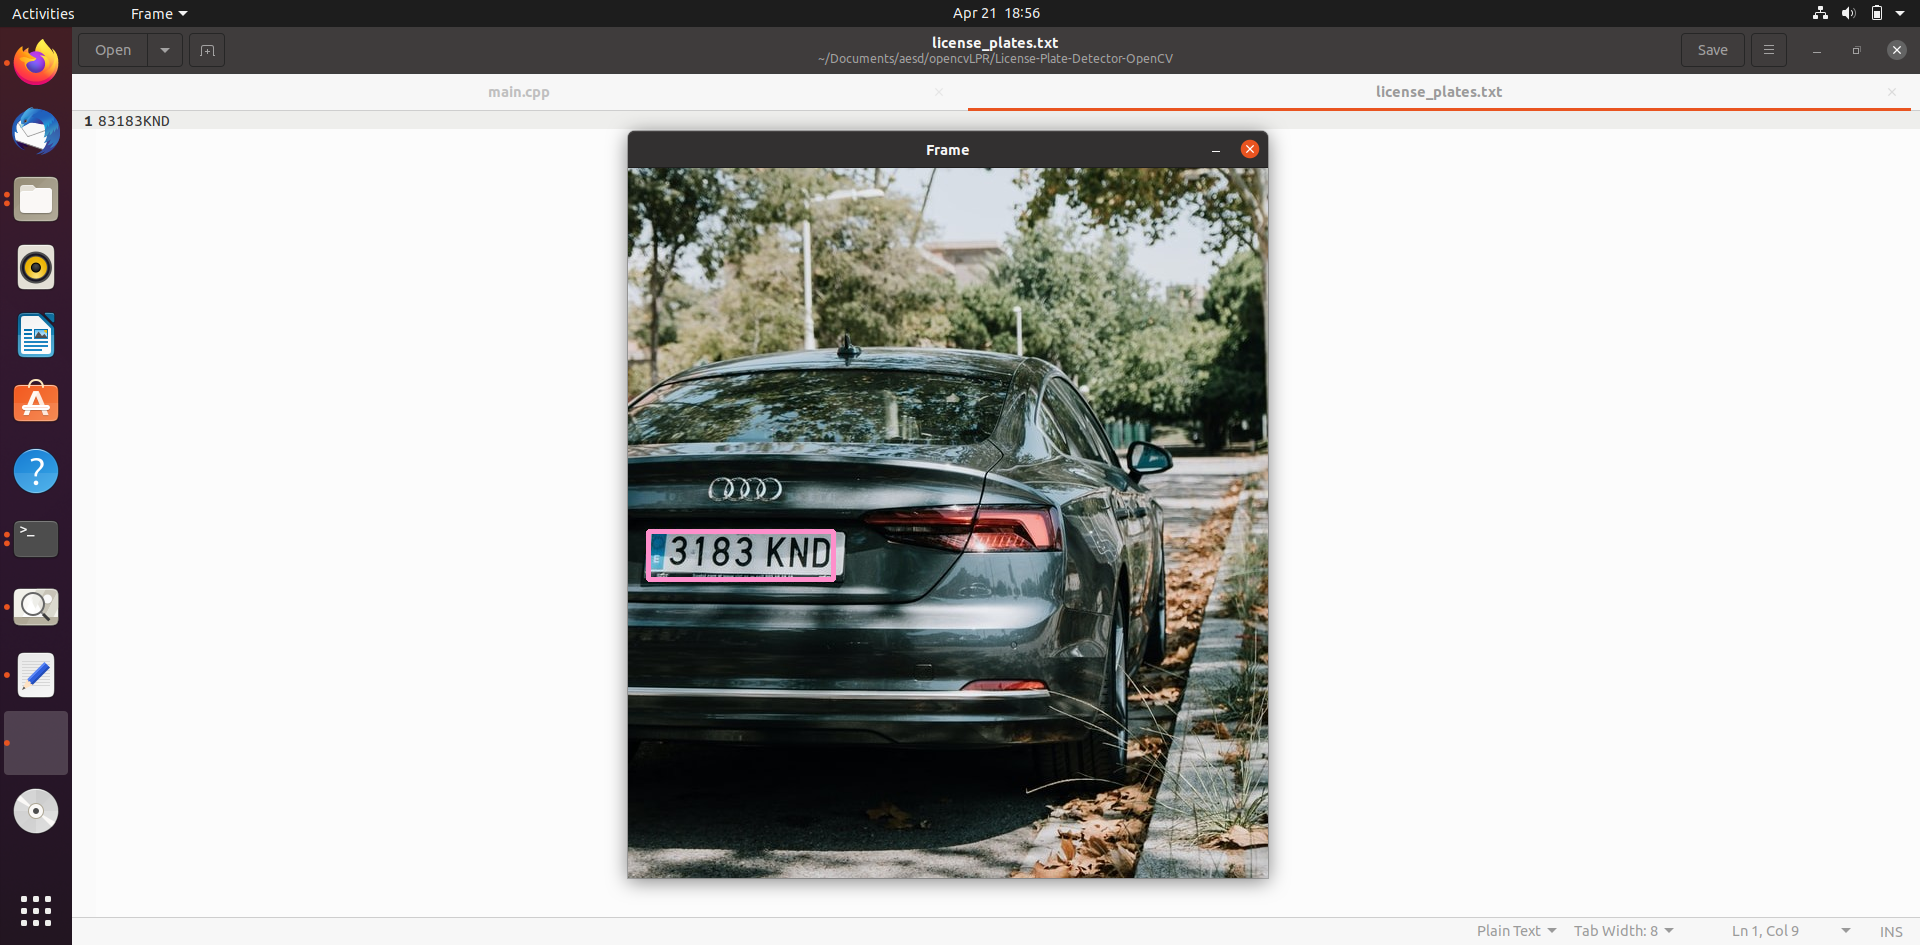 Activities
Frame
Apr 21 18:56
Open
license_plates.txt
~/Documents/aesd/opencvLPR/License-Plate-Detector-OpenCV
Save
main.cpp
license_plates.txt
1 83183KND
Frame
E 3183 KND
Plain Text
Tab Width: 8
Ln 1, Col 9
INS